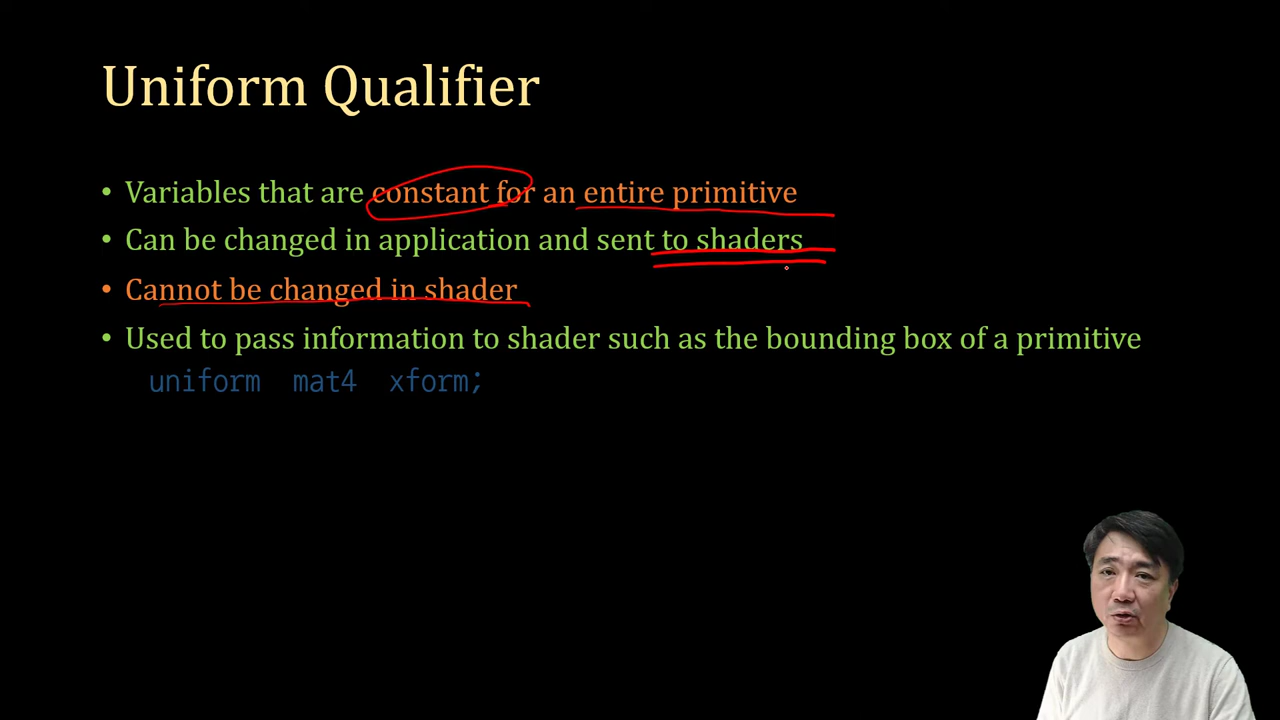 Uniform Qualifier
• Variables that are constant for an entire primitive
• Can be changed in application and sent to shaders
• Cannot be changed in shader
• Used to pass information to shader such as the bounding box of a primitive
uniform mat4 xform;